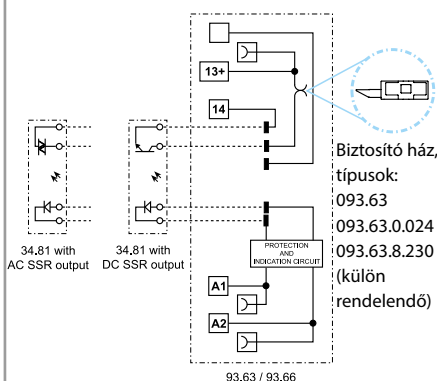 13+
14
Biztosító ház,
típusok:
093.63
093.63.0.024
093.63.8.230
(külön
rendelendő)
34.81 with
AC SSR output
34.81 with
DC SSR output
PROTECTION
AND
INDICATION CIRCUIT
A1
A2
93.63 / 93.66